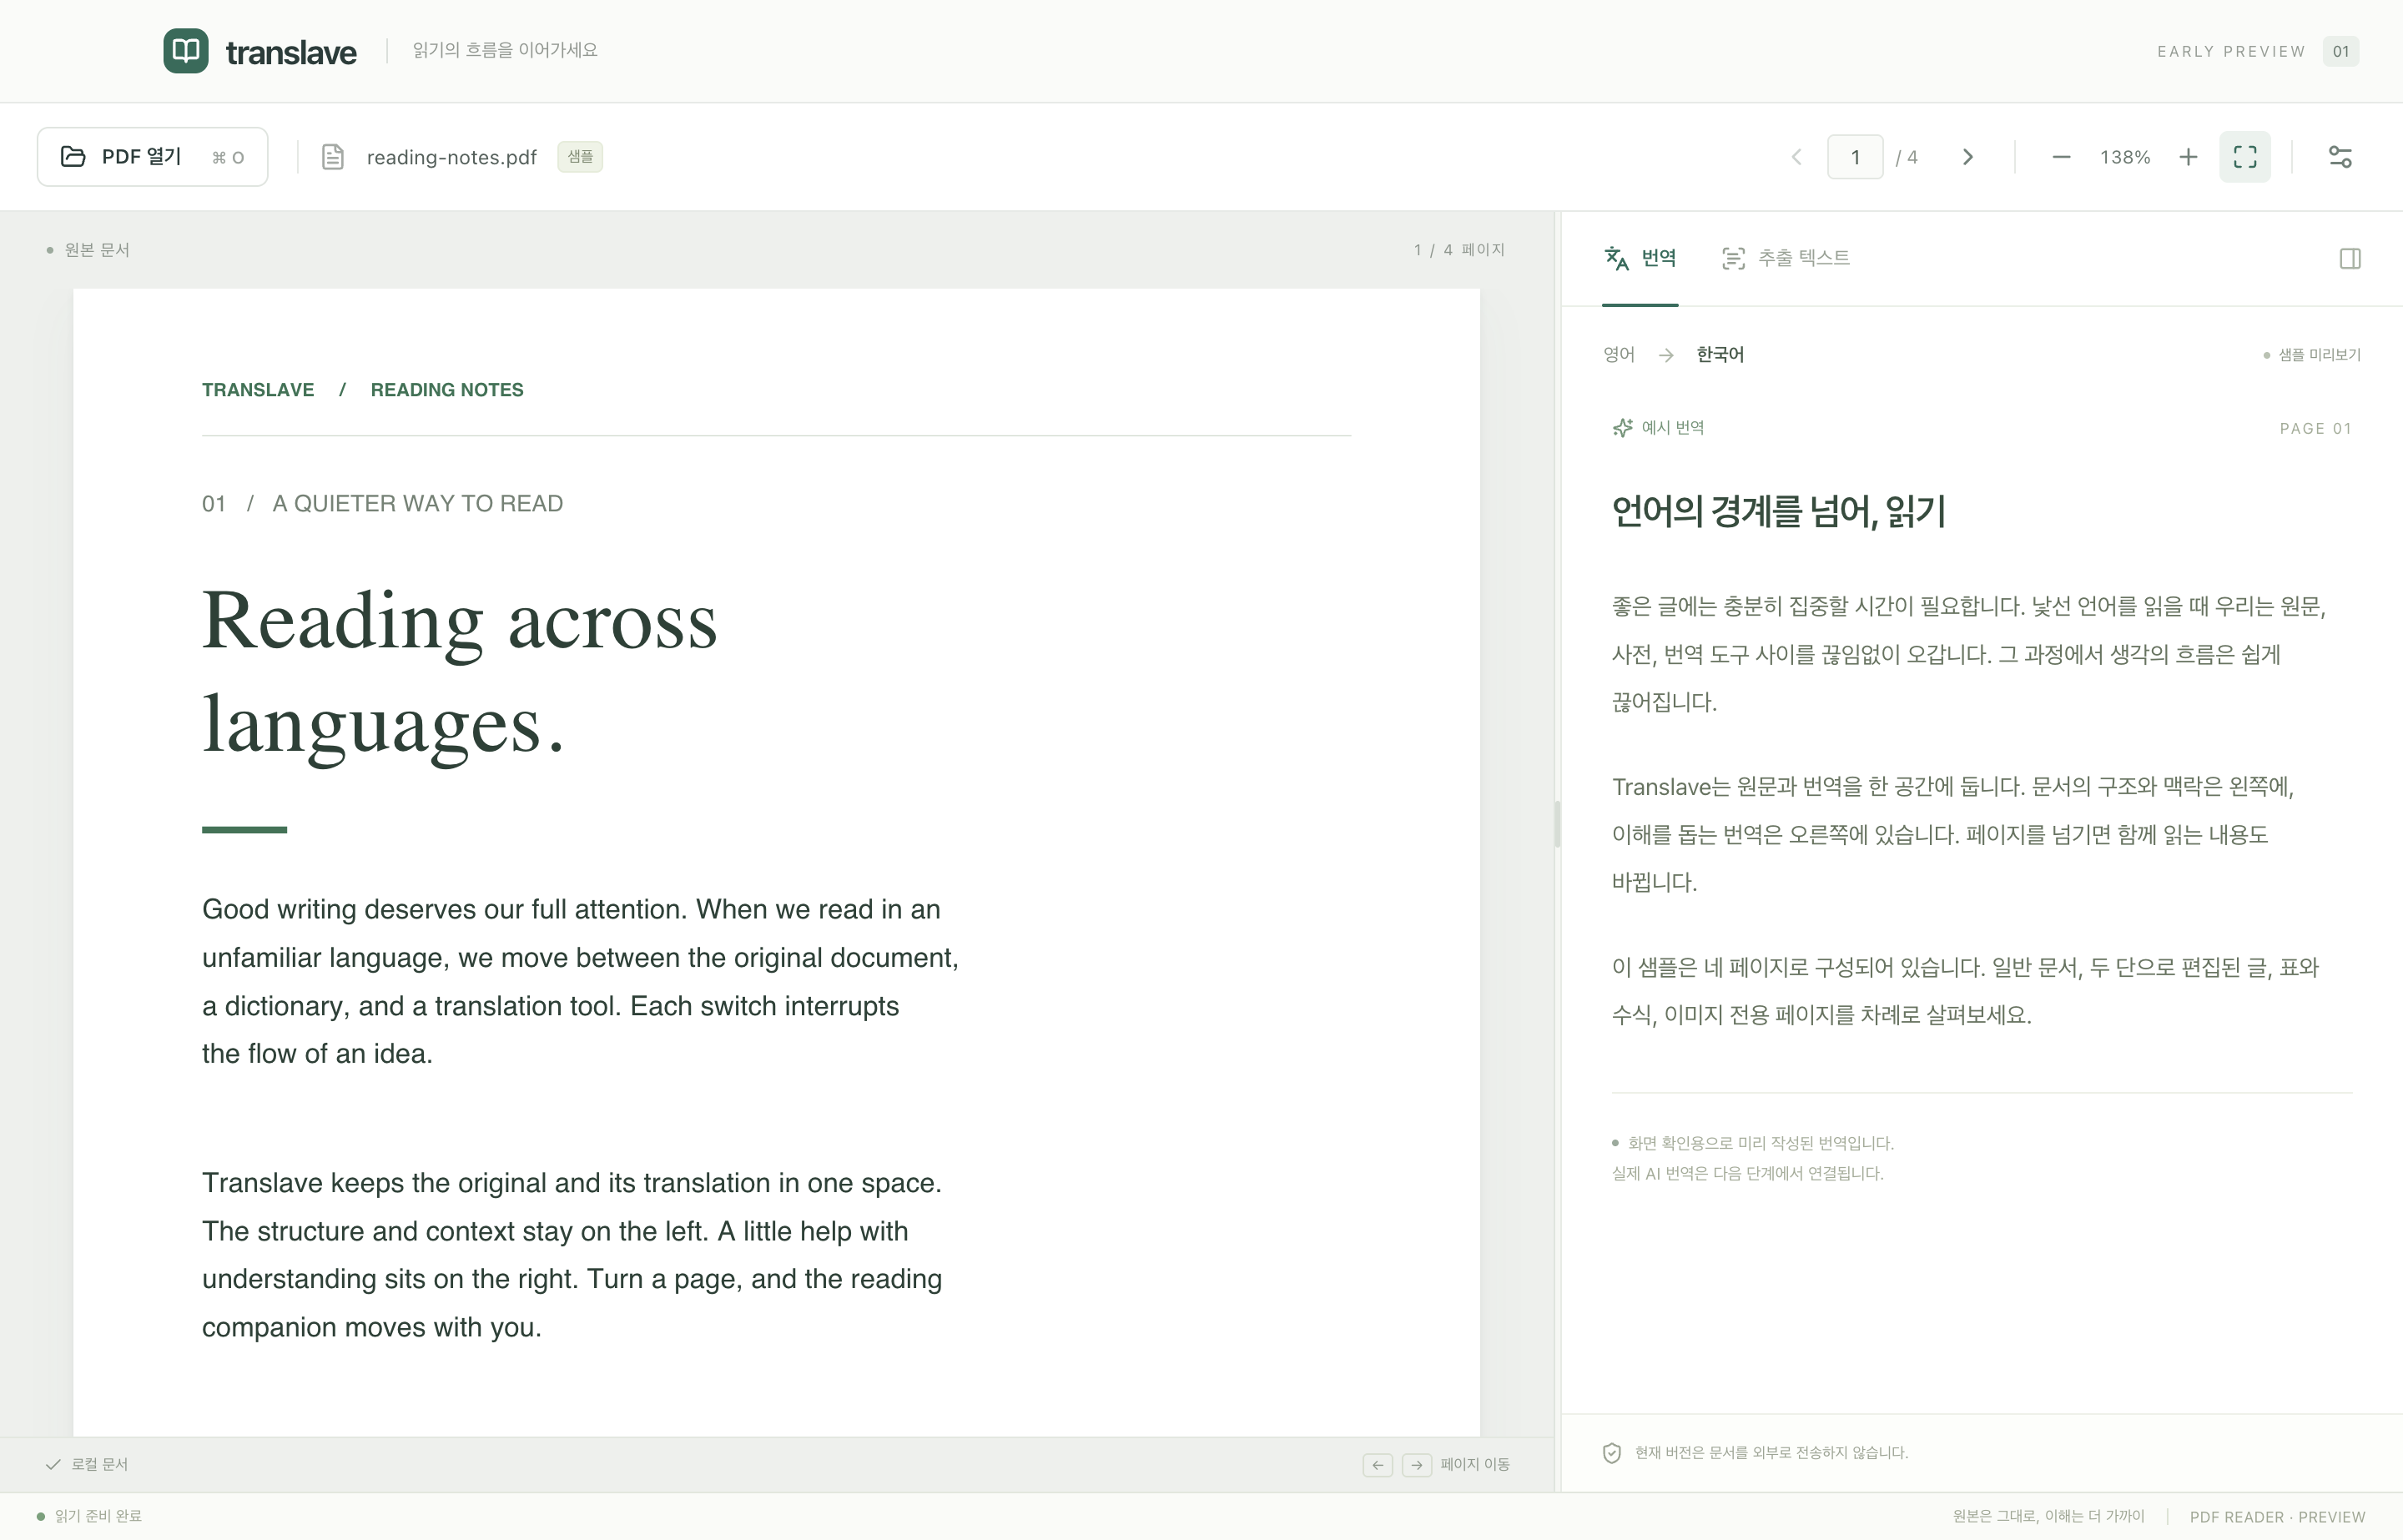 translave
읽기의 흐름을 이어가세요
EARLY PREVIEW 01
PDF 열기 ⌘ O
reading-notes.pdf 샘플
1 / 4
138%
원본 문서
1 / 4 페이지
TRANSLAVE / READING NOTES
01 / A QUIETER WAY TO READ
Reading across
languages.
Good writing deserves our full attention. When we read in an
unfamiliar language, we move between the original document,
a dictionary, and a translation tool. Each switch interrupts
the flow of an idea.
Translave keeps the original and its translation in one space.
The structure and context stay on the left. A little help with
understanding sits on the right. Turn a page, and the reading
companion moves with you.
로컬 문서
← → 페이지 이동
번역
추출 텍스트
영어 → 한국어
샘플 미리보기
예시 번역
PAGE 01
언어의 경계를 넘어, 읽기
좋은 글에는 충분히 집중할 시간이 필요합니다. 낯선 언어를 읽을 때 우리는 원문,
사전, 번역 도구 사이를 끊임없이 오갑니다. 그 과정에서 생각의 흐름은 쉽게
끊어집니다.
Translave는 원문과 번역을 한 공간에 둡니다. 문서의 구조와 맥락은 왼쪽에,
이해를 돕는 번역은 오른쪽에 있습니다. 페이지를 넘기면 함께 읽는 내용도
바뀝니다.
이 샘플은 네 페이지로 구성되어 있습니다. 일반 문서, 두 단으로 편집된 글, 표와
수식, 이미지 전용 페이지를 차례로 살펴보세요.
화면 확인용으로 미리 작성된 번역입니다.
실제 AI 번역은 다음 단계에서 연결됩니다.
현재 버전은 문서를 외부로 전송하지 않습니다.
읽기 준비 완료
원본은 그대로, 이해는 더 가까이
PDF READER · PREVIEW